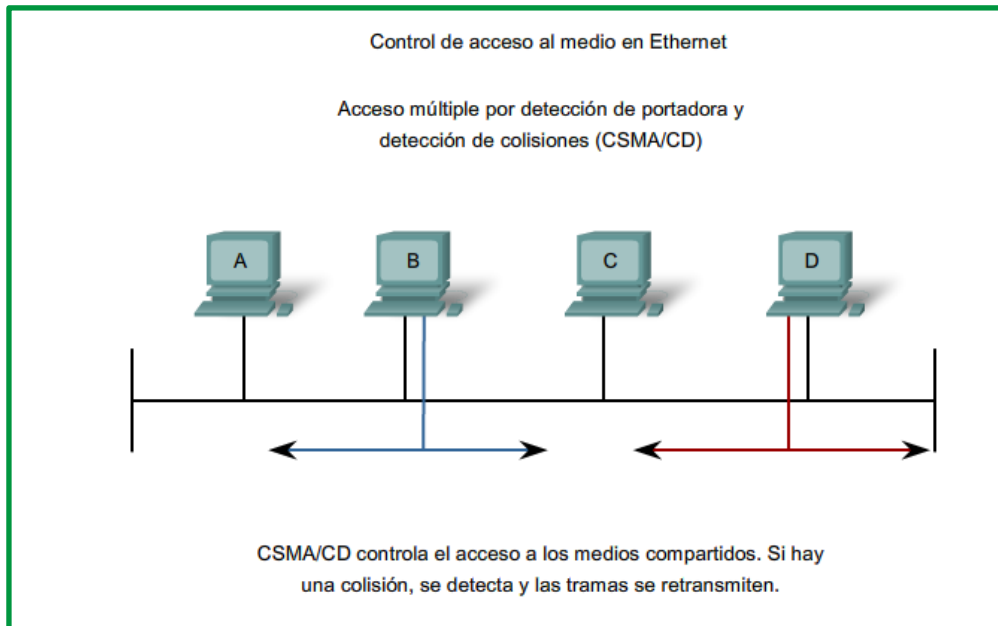 Control de acceso al medio en Ethernet
Acceso múltiple por detección de portadora y
detección de colisiones (CSMA/CD)
A B C D
CSMA/CD controla el acceso a los medios compartidos. Si hay
una colisión, se detecta y las tramas se retransmiten.